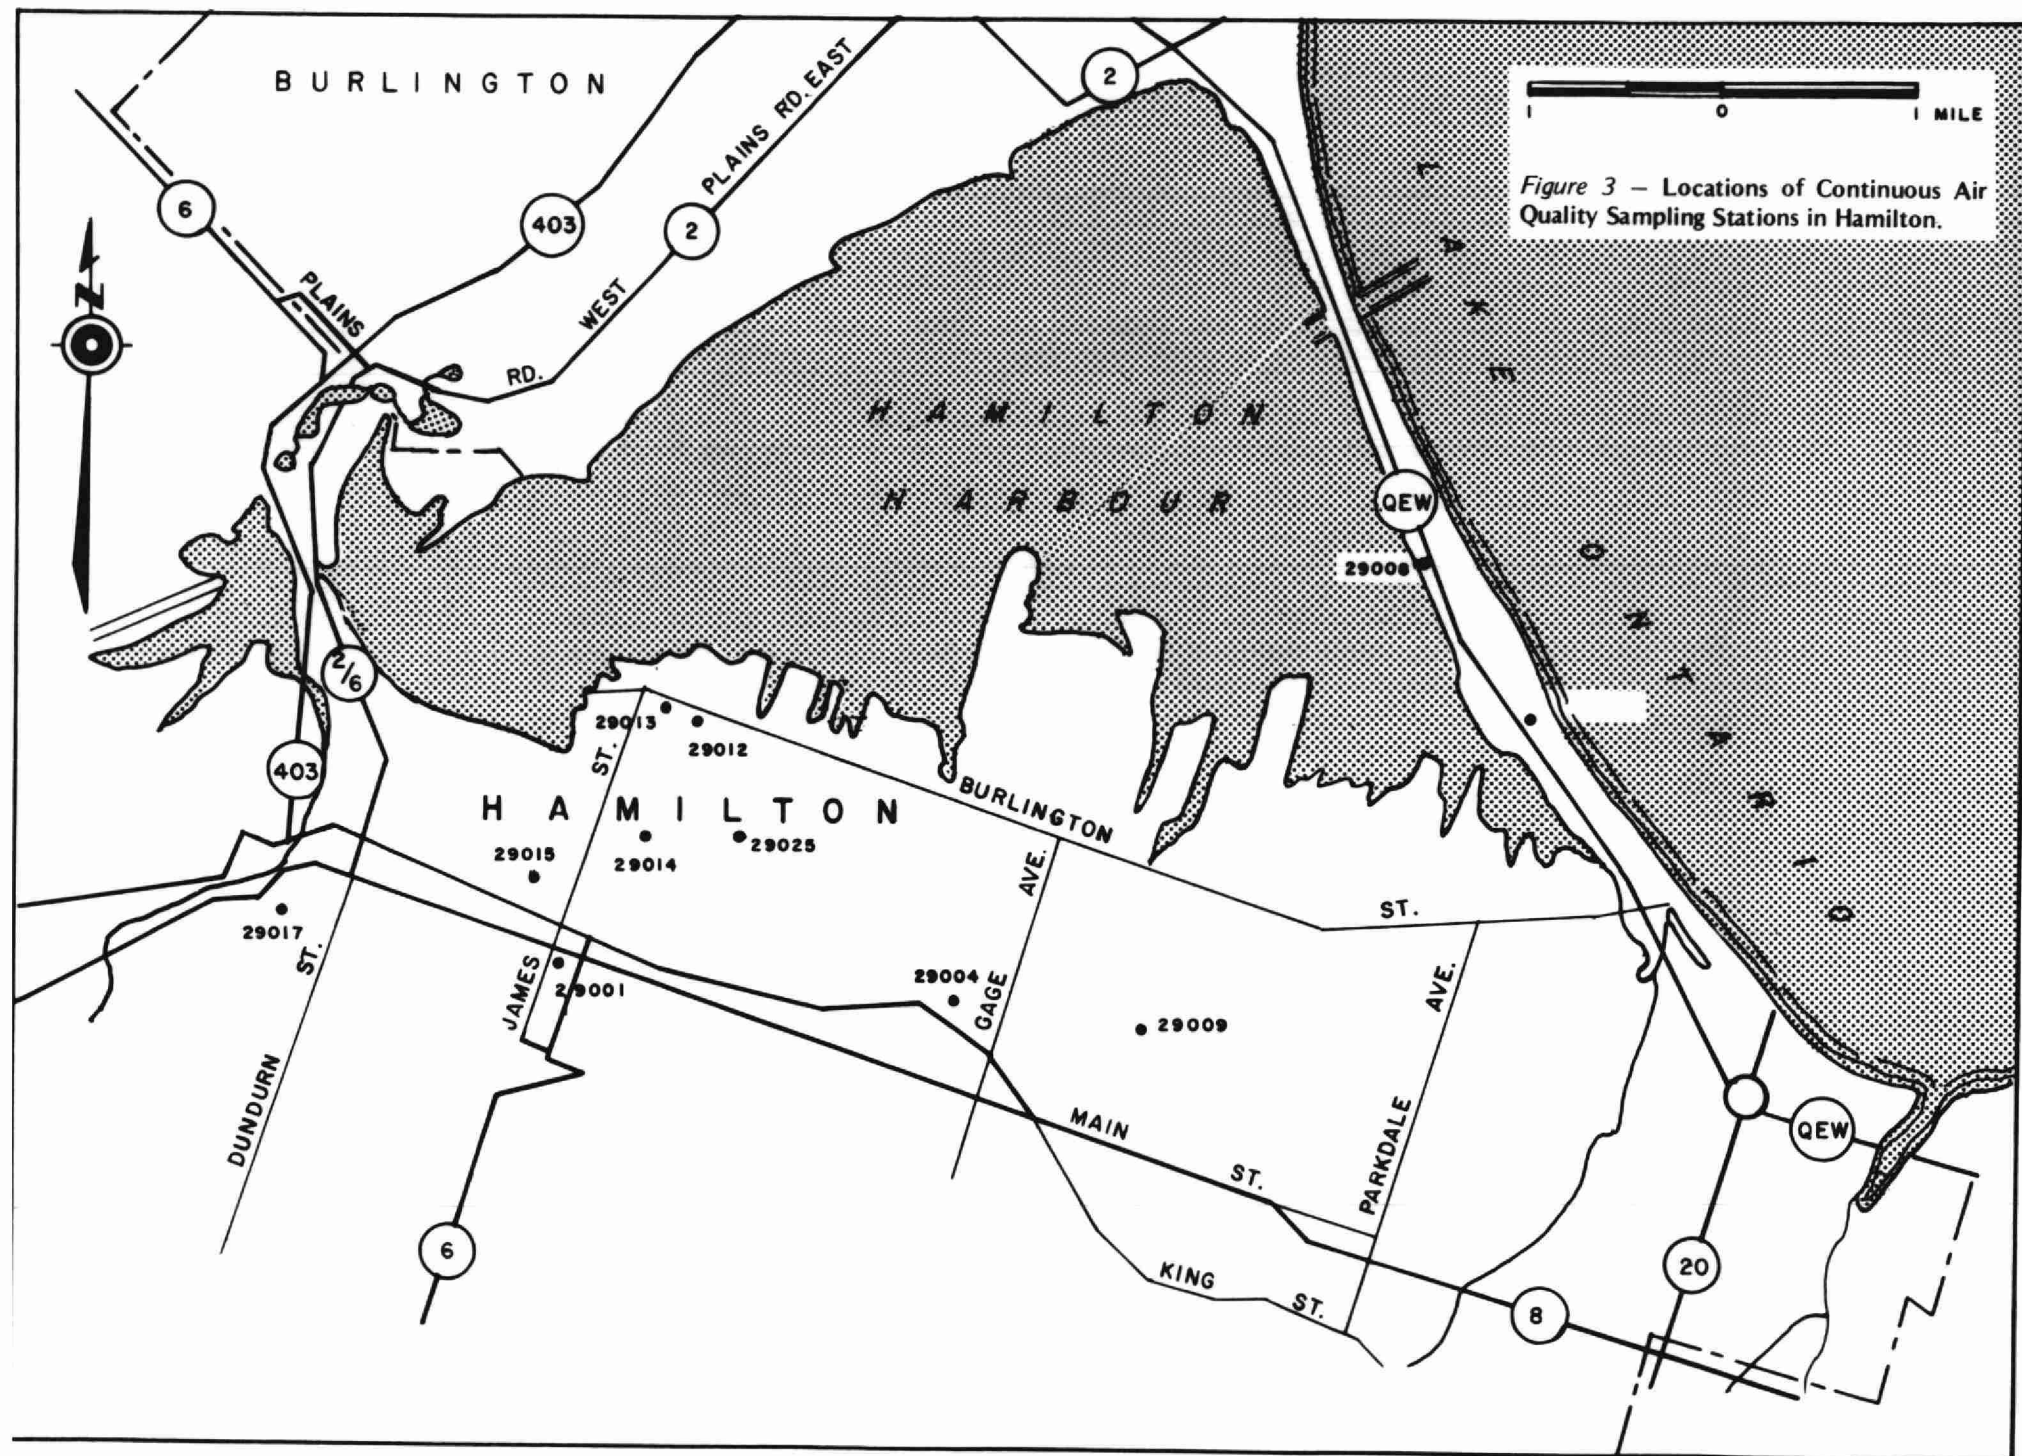 BURLINGTON
2
1 0 1 MILE
Figure 3 – Locations of Continuous Air
Quality Sampling Stations in Hamilton.
6
403
2
PLAINS RD. EAST
N
PLAINS
RD.
WEST
LAKE
ONTARIO
HAMILTON
HARBOUR
QEW
29008
2/6
403
29013
29012
ST.
HAMILTON
BURLINGTON
ST.
29015
29014
29025
29017
ST.
DUNDURN
JAMES
29001
29004
GAGE
AVE.
29009
AVE.
PARKDALE
MAIN
ST.
QEW
6
KING
ST.
8
20